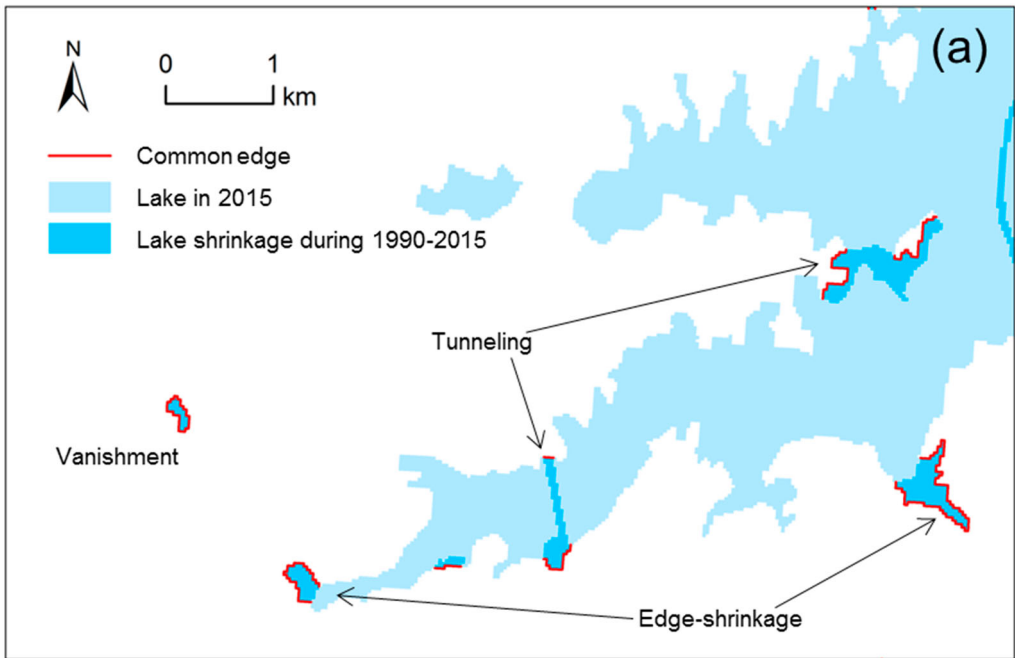 (a)
N
0 1
km
Common edge
Lake in 2015
Lake shrinkage during 1990-2015
Tunneling
Vanishment
Edge-shrinkage